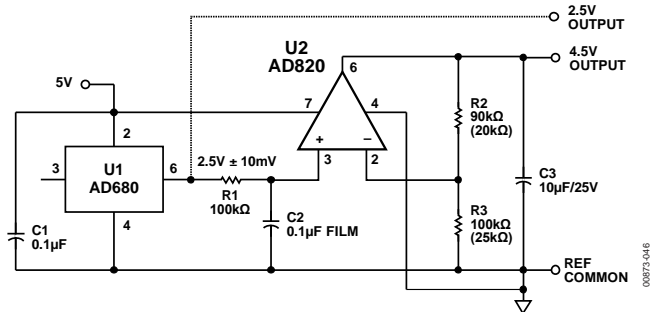 2.5V
OUTPUT
U2
AD820
6
4.5V
OUTPUT
5V
7
4
R2
90kΩ
(20kΩ)
2
+
–
U1
AD680
3
6
2.5V ± 10mV
3
2
R1
100kΩ
C3
10µF/25V
4
C1
0.1µF
C2
0.1µF FILM
R3
100kΩ
(25kΩ)
REF
COMMON
00873-046